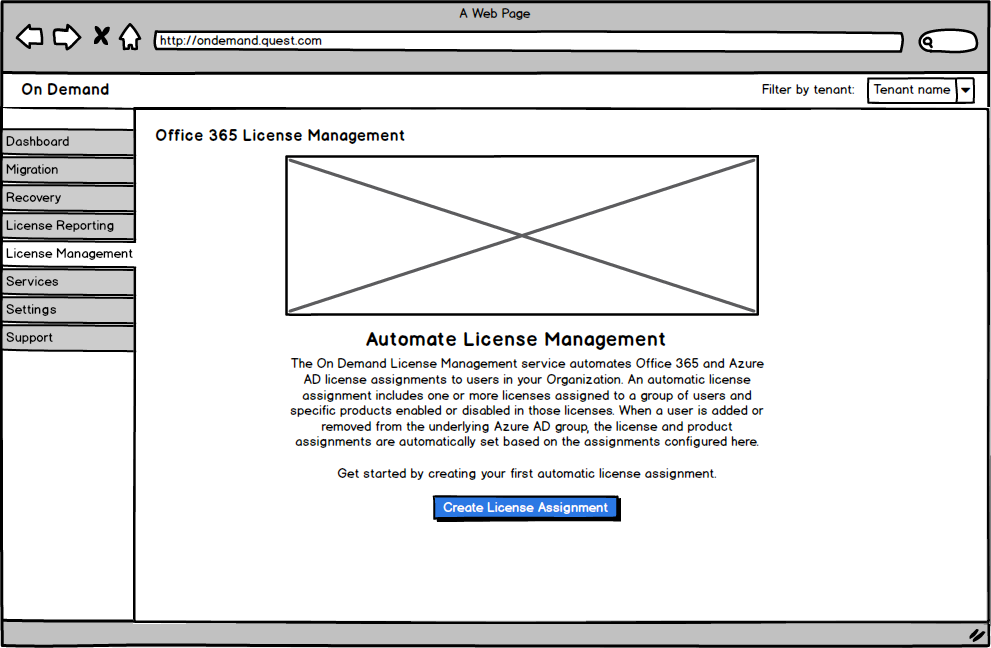 A Web Page
http://ondemand.quest.com
On Demand
Filter by tenant:
Tenant name
Dashboard
Migration
Recovery
License Reporting
License Management
Services
Settings
Support
Office 365 License Management
Automate License Management
The On Demand License Management service automates Office 365 and Azure
AD license assignments to users in your Organization. An automatic license
assignment includes one or more licenses assigned to a group of users and
specific products enabled or disabled in those licenses. When a user is added or
removed from the underlying Azure AD group, the license and product
assignments are automatically set based on the assignments configured here.
Get started by creating your first automatic license assignment.
Create License Assignment